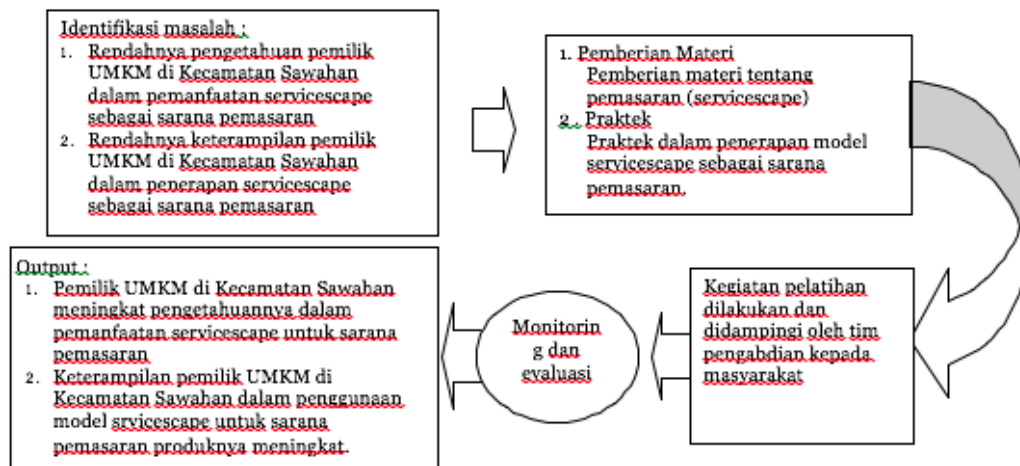 Identifikasi masalah :
1. Rendahnya pengetahuan pemilik
UMKM di Kecamatan Sawahan
dalam pemanfaatan servicescape
sebagai sarana pemasaran
2. Rendahnya keterampilan pemilik
UMKM di Kecamatan Sawahan
dalam penerapan servicescape
sebagai sarana pemasaran
1. Pemberian Materi
Pemberian materi tentang
pemasaran (servicescape)
2 . Praktek
Praktek dalam penerapan model
servicescape sebagai sarana
pemasaran.
Kegiatan pelatihan
dilakukan dan
didampingi oleh tim
pengabdian kepada
masyarakat
Monitorin
g dan
evaluasi
Output :
1. Pemilik UMKM di Kecamatan Sawahan
meningkat pengetahuannya dalam
pemanfaatan servicescape untuk sarana
pemasaran
2. Keterampilan pemilik UMKM di
Kecamatan Sawahan dalam penggunaan
model srvicescape untuk sarana
pemasaran produknya meningkat.